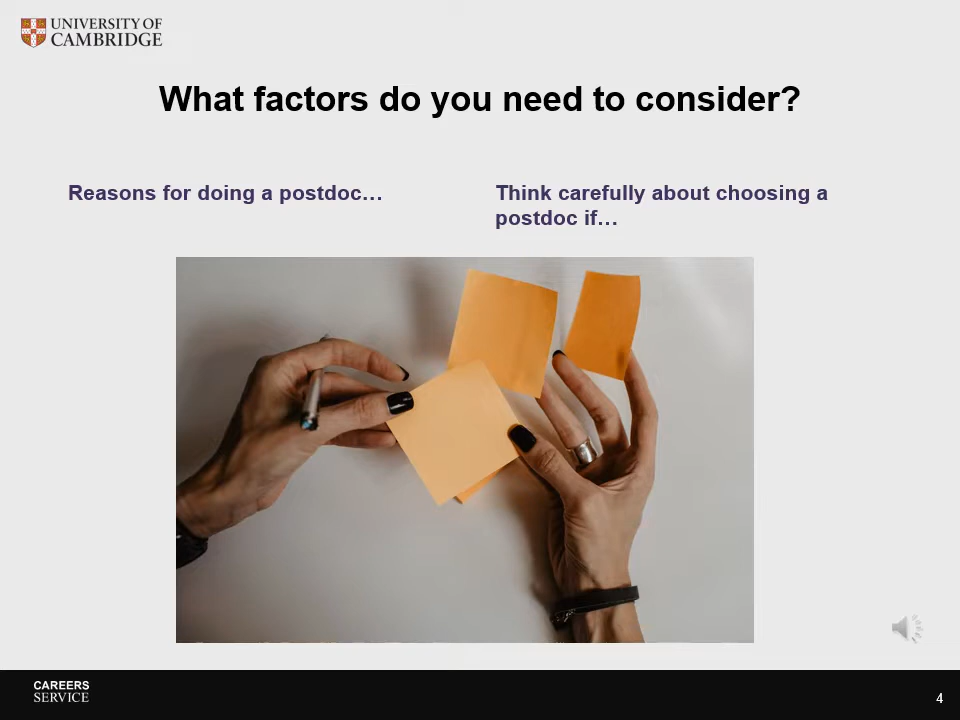 UNIVERSITY OF
CAMBRIDGE
What factors do you need to consider?
Reasons for doing a postdoc…
Think carefully about choosing a
postdoc if…
CAREERS
SERVICE
4